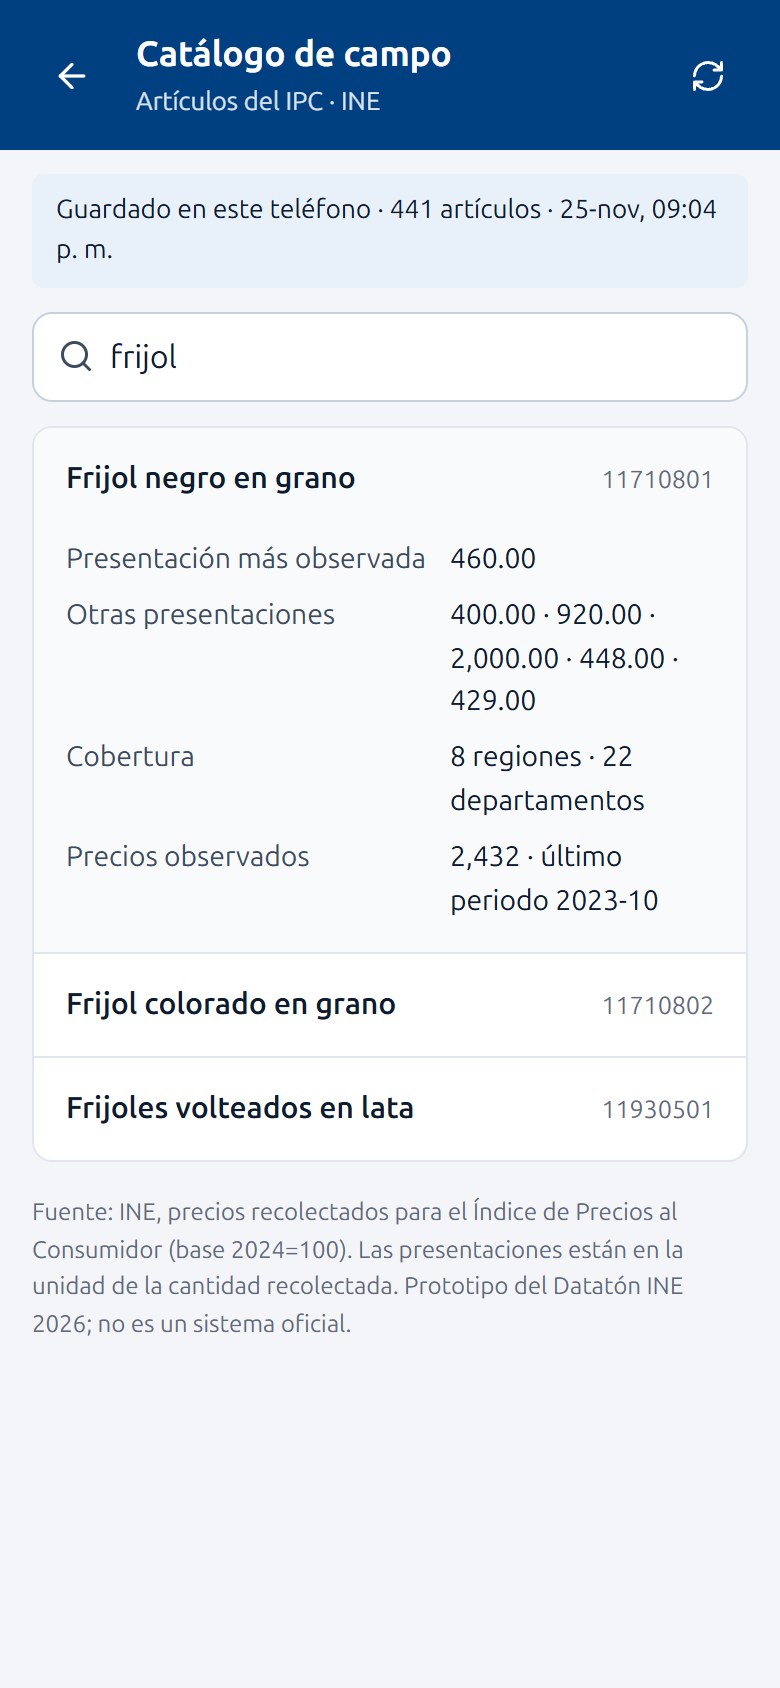 Catálogo de campo
Artículos del IPC · INE
Guardado en este teléfono · 441 artículos · 25-nov, 09:04
p. m.
frijol
Frijol negro en grano 11710801
Presentación más observada 460.00
Otras presentaciones 400.00 · 920.00 ·
2,000.00 · 448.00 ·
429.00
Cobertura 8 regiones · 22
departamentos
Precios observados 2,432 · último
periodo 2023-10
Frijol colorado en grano 11710802
Frijoles volteados en lata 11930501
Fuente: INE, precios recolectados para el Índice de Precios al
Consumidor (base 2024=100). Las presentaciones están en la
unidad de la cantidad recolectada. Prototipo del Datatón INE
2026; no es un sistema oficial.